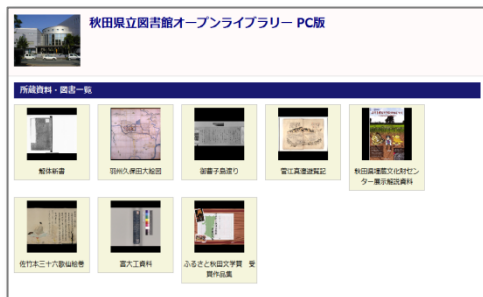 秋田県立図書館オープンライブラリー PC版
所蔵資料・図書一覧
解体新書
羽州久保田大絵図
御曹子島渡り
菅江真澄遊覧記
秋田県埋蔵文化財セン
ター展示解説資料
佐竹本三十六歌仙絵巻
宮大工資料
ふるさと秋田文学賞 受
賞作品集